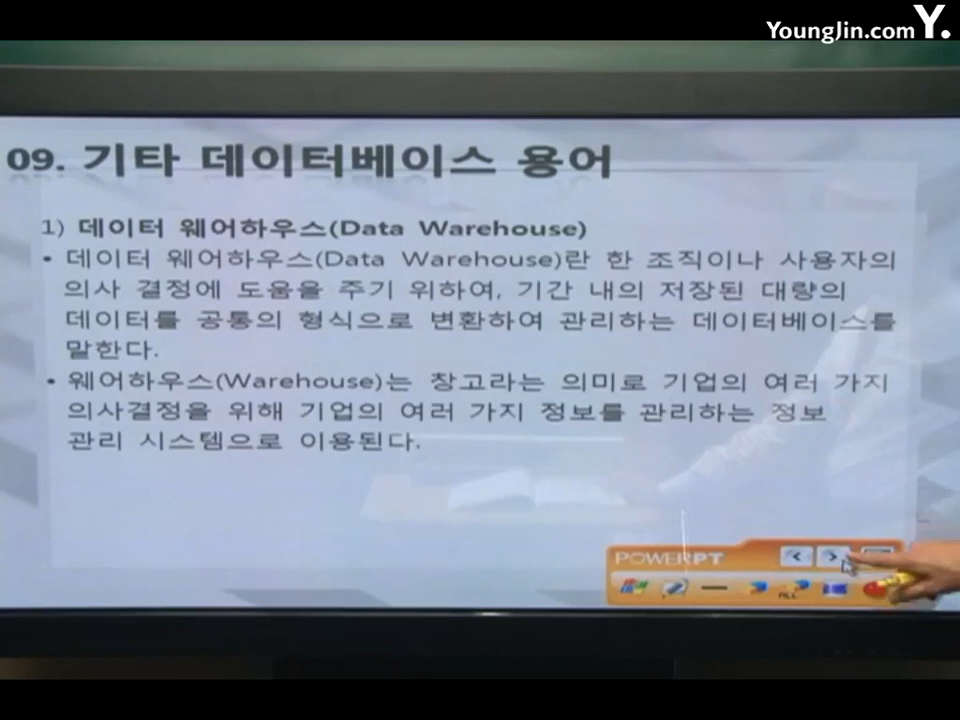 YoungJin.com Y.
09. 기타 데이터베이스 용어
1) 데이터 웨어하우스(Data Warehouse)
• 데이터 웨어하우스(Data Warehouse)란 한 조직이나 사용자의
의사 결정에 도움을 주기 위하여, 기간 내의 저장된 대량의
데이터를 공통의 형식으로 변환하여 관리하는 데이터베이스를
말한다.
• 웨어하우스(Warehouse)는 창고라는 의미로 기업의 여러 가지
의사결정을 위해 기업의 여러 가지 정보를 관리하는 정보
관리 시스템으로 이용된다.
POWERPT
ALL